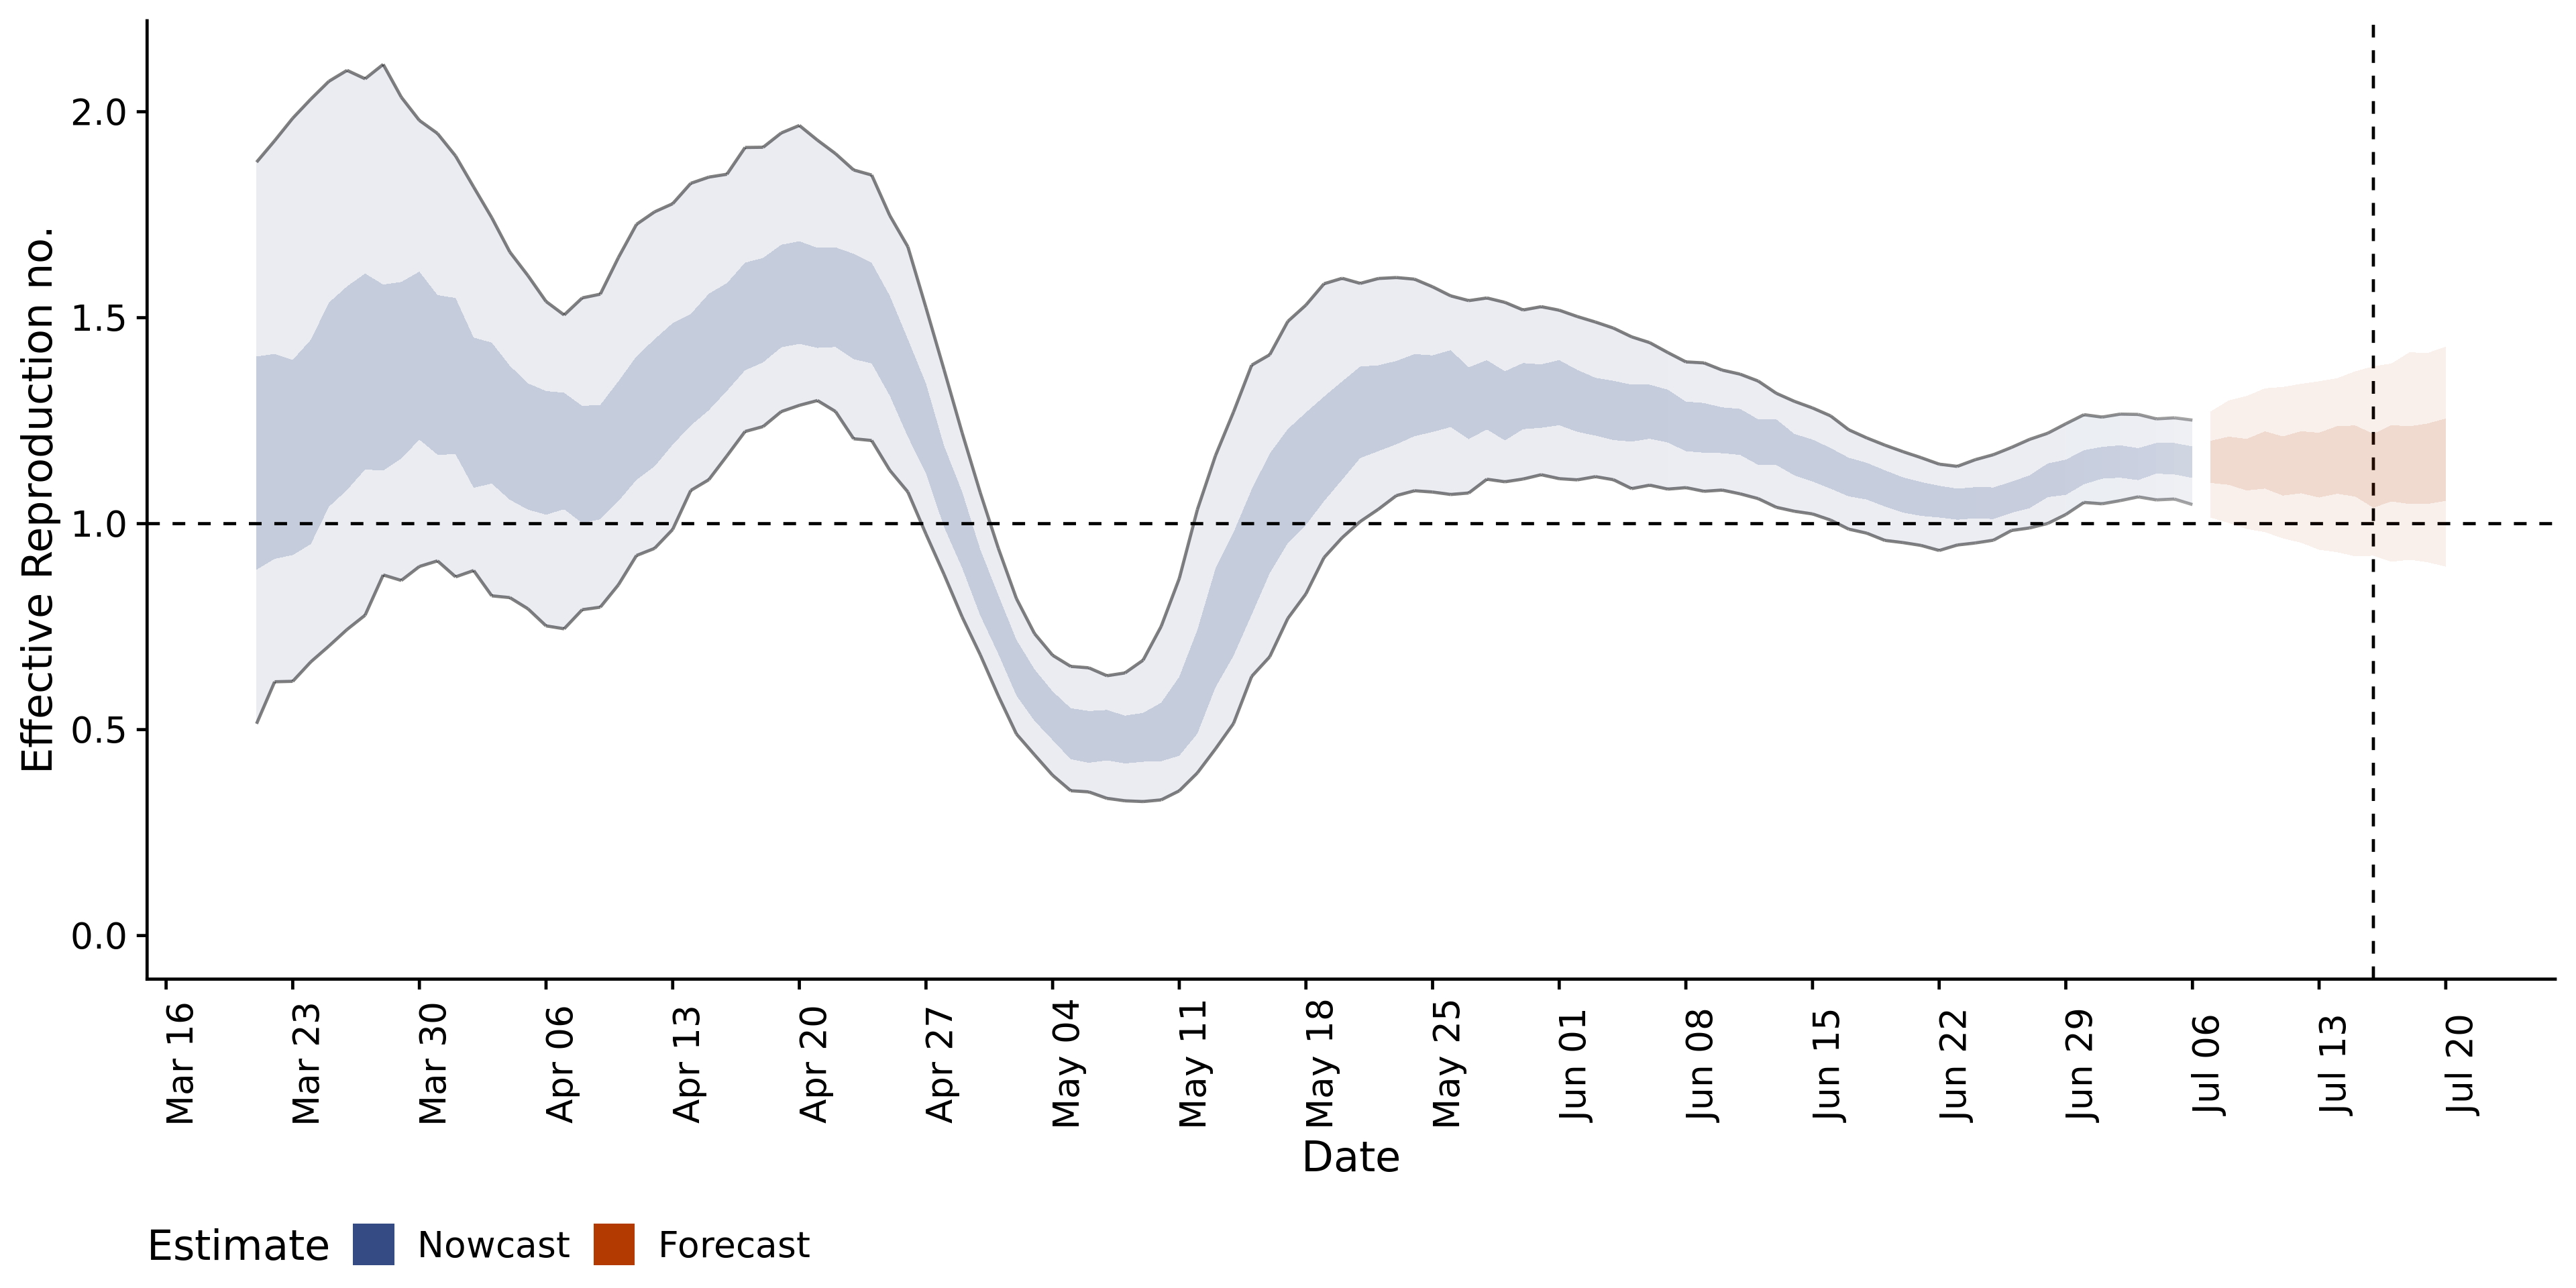 Effective Reproduction no.
2.0
1.5
1.0
0.5
0.0
Mar 16
Mar 23
Mar 30
Apr 06
Apr 13
Apr 20
Apr 27
May 04
May 11
May 18
May 25
Jun 01
Jun 08
Jun 15
Jun 22
Jun 29
Jul 06
Jul 13
Jul 20
Date
Estimate Nowcast Forecast